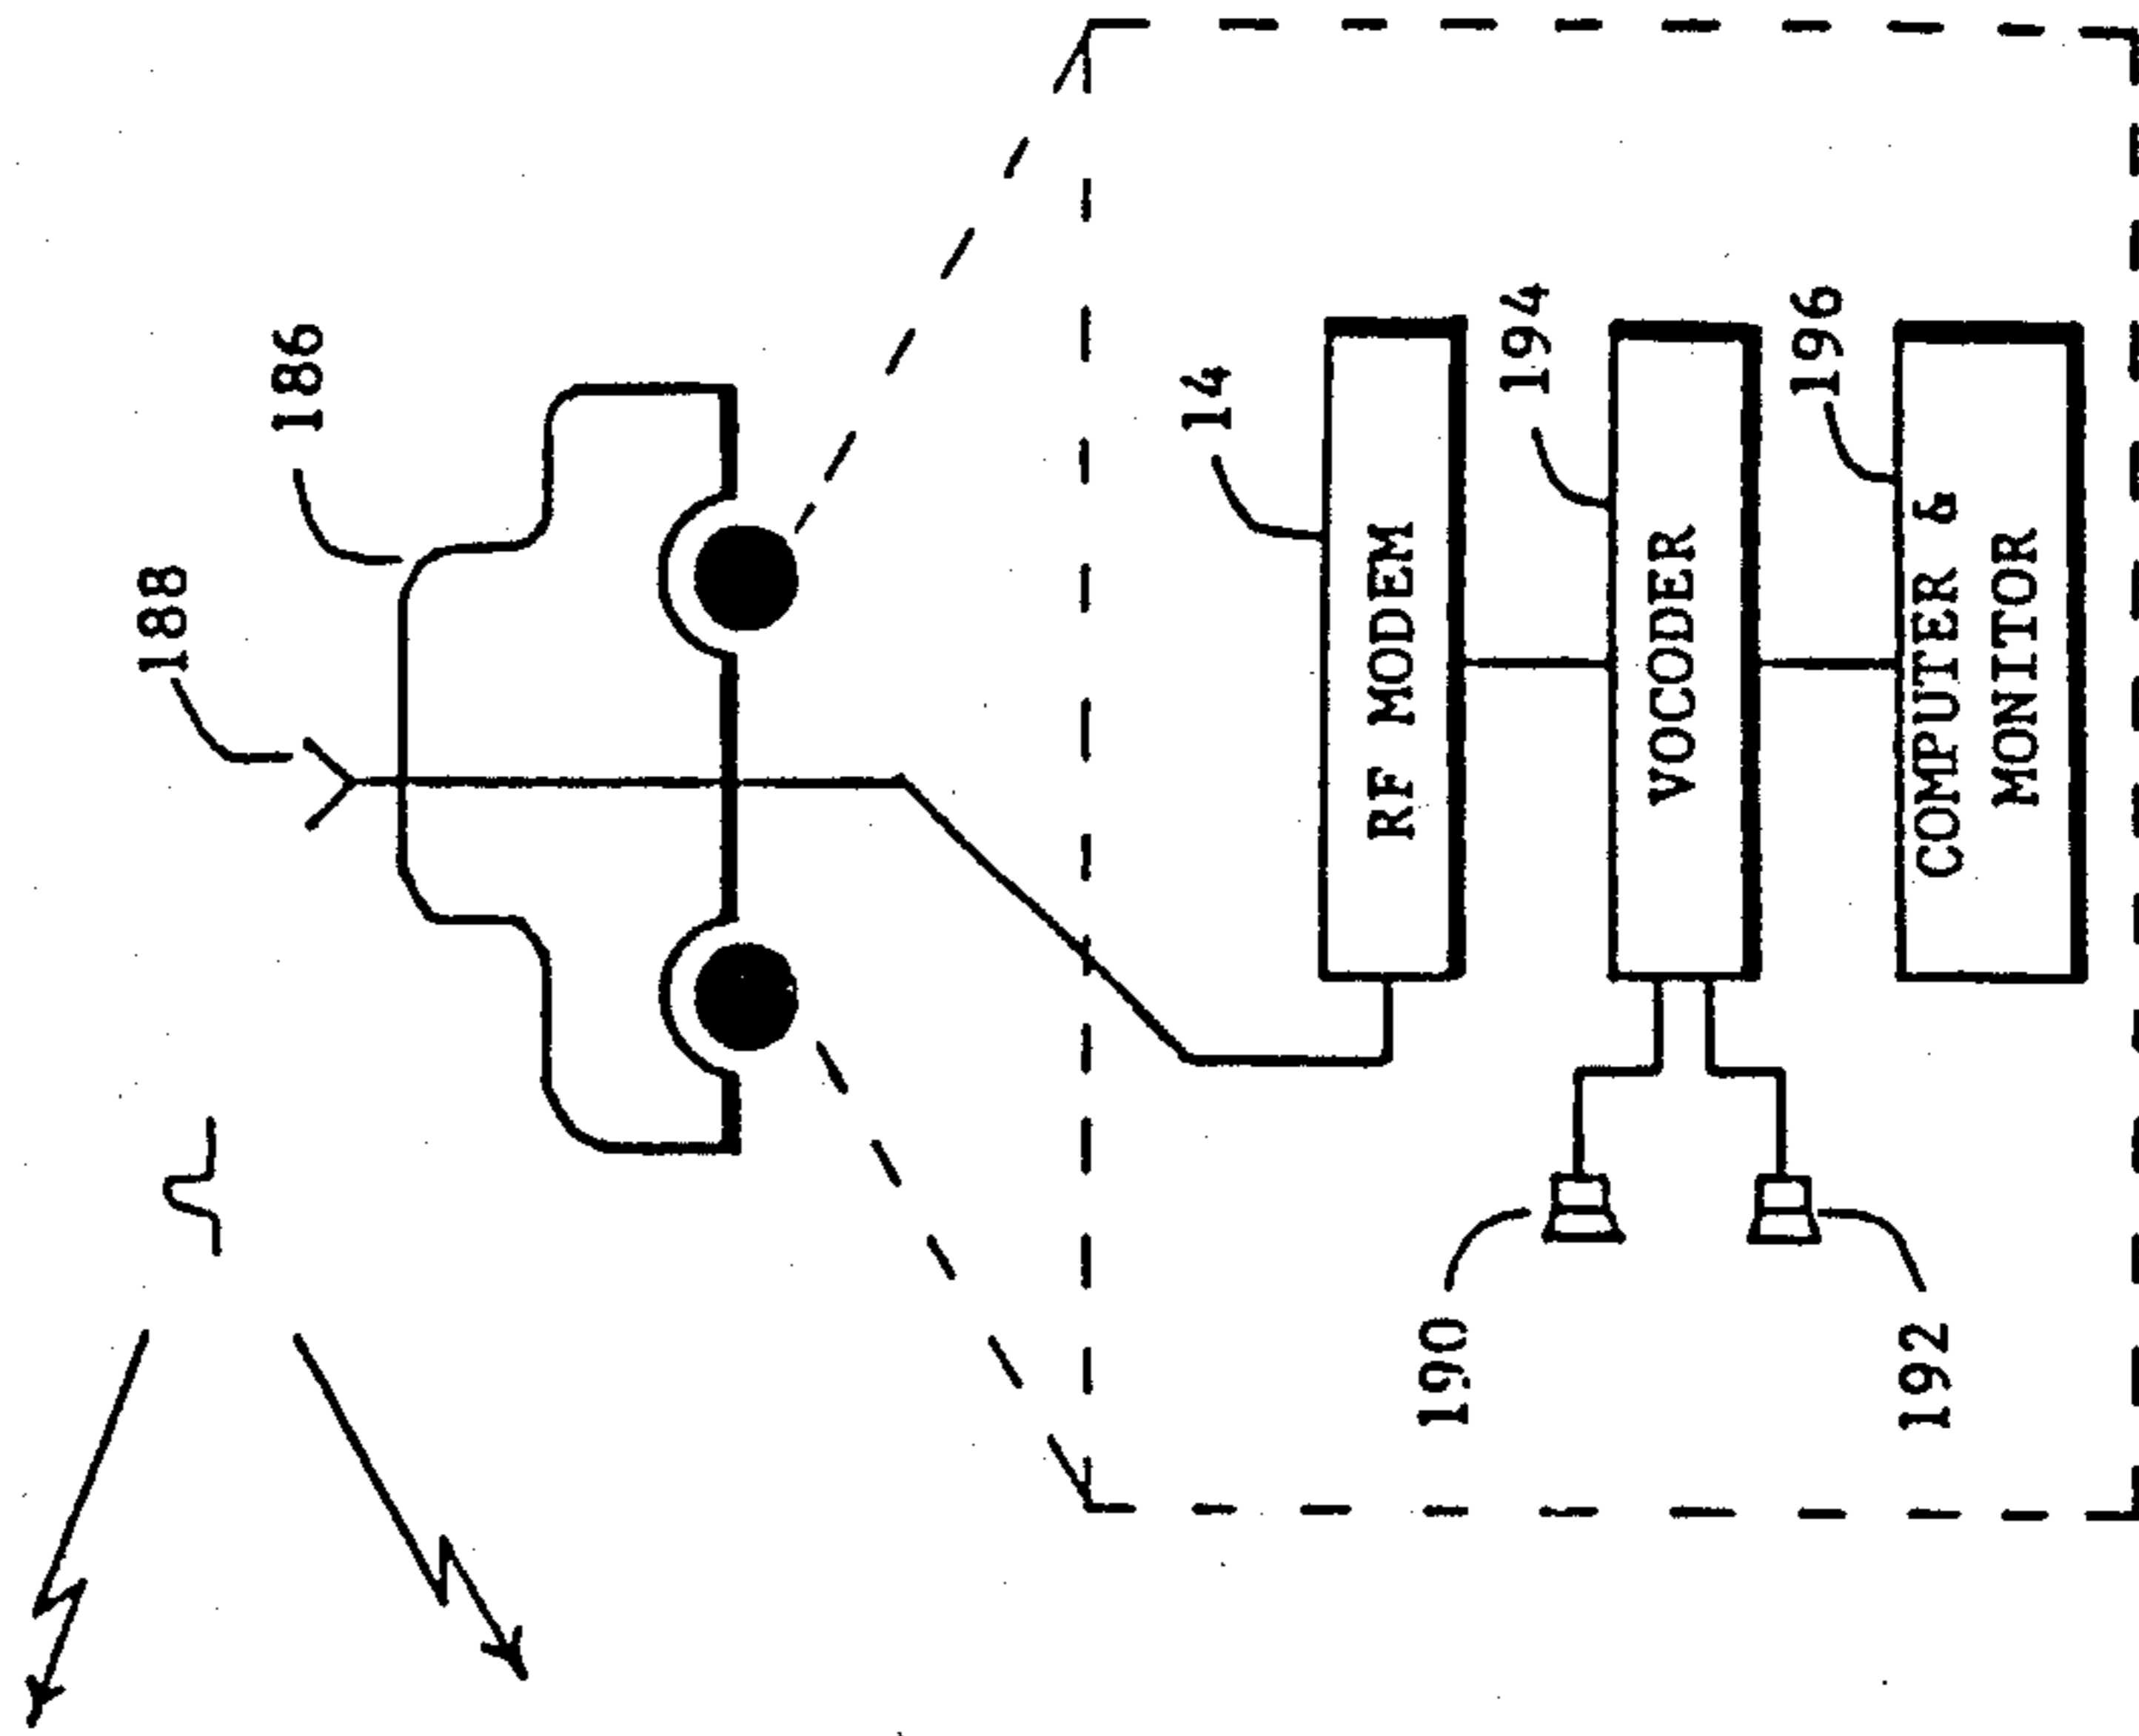 188
186
14
RF MODEM
194
VOCODER
196
COMPUTER &
MONITOR
190
192